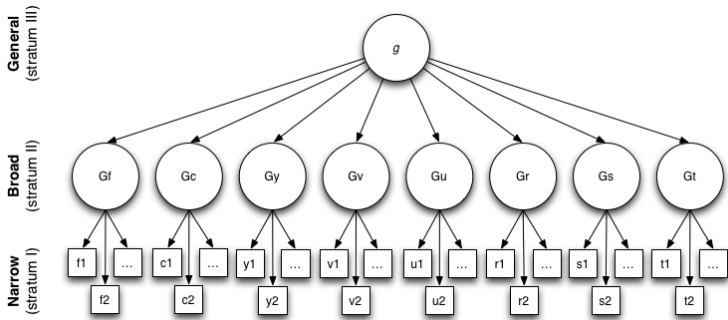 General
(stratum III)
g
Broad
(stratum II)
Gf Gc Gy Gv Gu Gr Gs Gt
Narrow
(stratum I)
f1 ... c1 ... y1 ... v1 ... u1 ... r1 ... s1 ... t1 ...
f2 c2 y2 v2 u2 r2 s2 t2